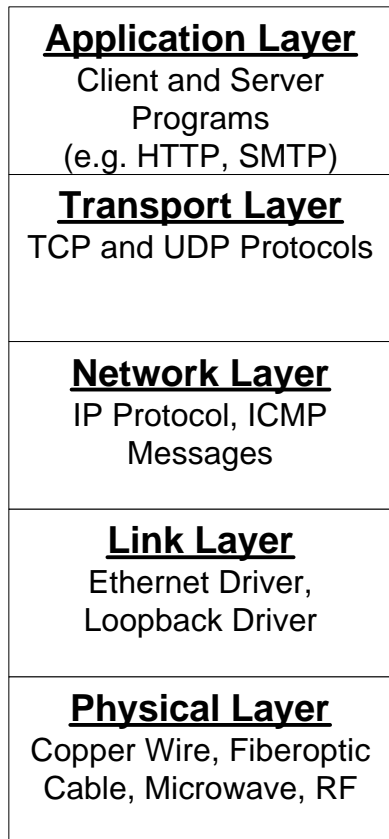 Application Layer
Client and Server
Programs
(e.g. HTTP, SMTP)
Transport Layer
TCP and UDP Protocols
Network Layer
IP Protocol, ICMP
Messages
Link Layer
Ethernet Driver,
Loopback Driver
Physical Layer
Copper Wire, Fiberoptic
Cable, Microwave, RF